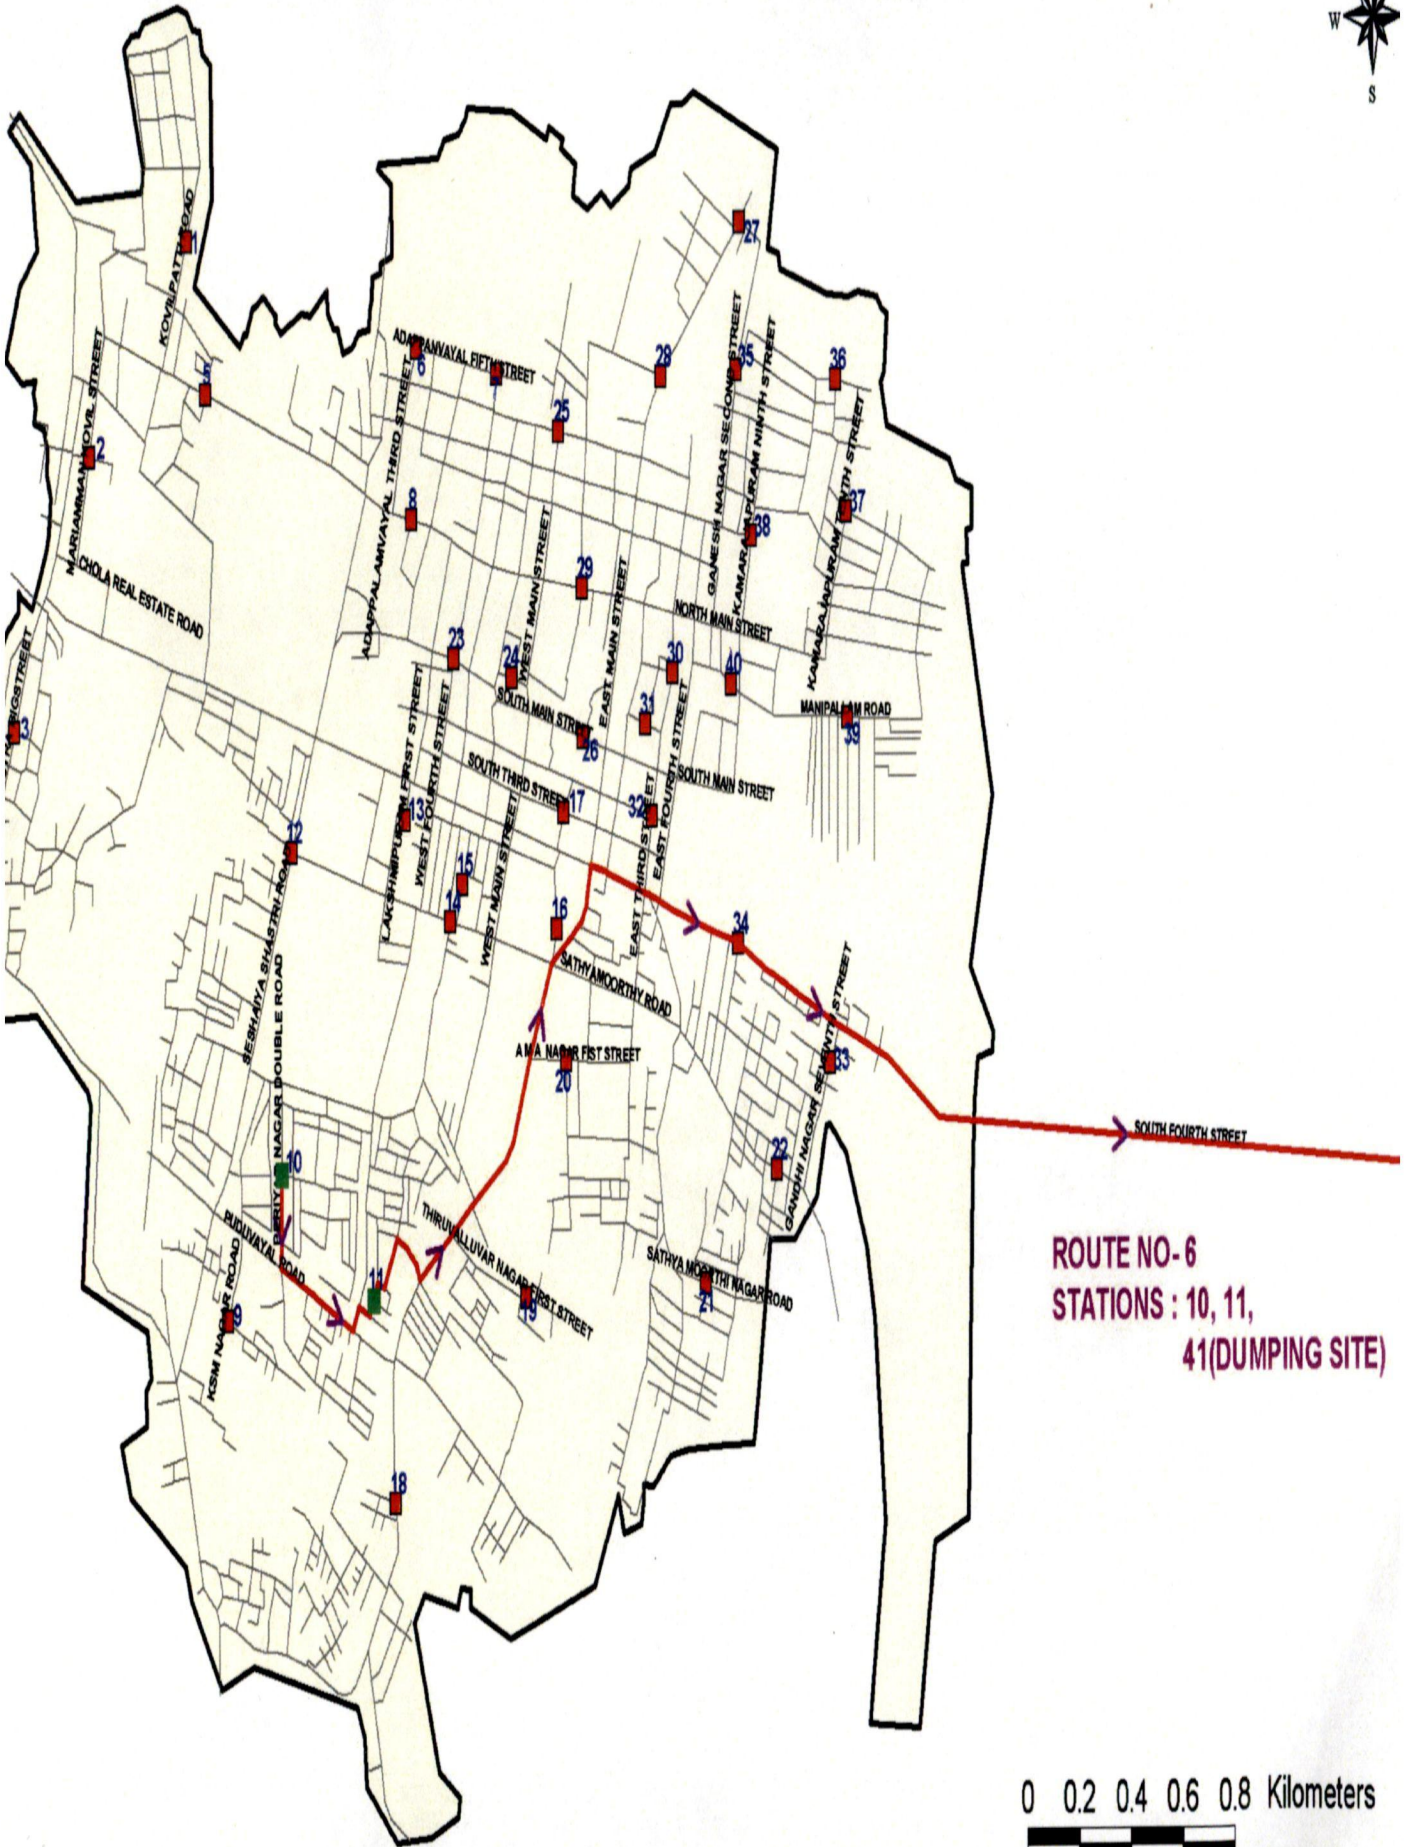 W
S
KOVILPATTI ROAD
1
27
MARIAMMAN KOVIL STREET
2
5
ADAPPANVAYAL FIFTH STREET
6
7
25
28
35
36
GANESH NAGAR SECOND STREET
KAMARAJAPURAM NINTH STREET
KAMARAJAPURAM TENTH STREET
37
38
ADAPPALAMVAYAL THIRD STREET
8
29
WEST MAIN STREET
EAST MAIN STREET
NORTH MAIN STREET
CHOLA REAL ESTATE ROAD
3
23
24
SOUTH MAIN STREET
26
30
31
40
MANIPALLAM ROAD
39
EAST FOURTH STREET
SOUTH MAIN STREET
LAKSHMIPURAM FIRST STREET
WEST FOURTH STREET
13
SOUTH THIRD STREET
17
32
EAST THIRD STREET
12
15
14
WEST MAIN STREET
16
34
SATHYAMOORTHY ROAD
SESHAIYA SHASTRI ROAD
PERIYAR NAGAR DOUBLE ROAD
A M A NAGAR FIST STREET
20
33
GANDHI NAGAR SEVENTH STREET
22
SOUTH FOURTH STREET
10
PUDUVAYAL ROAD
KSM NAGAR ROAD
9
11
THIRUVALLUVAR NAGAR FIRST STREET
19
SATHYA MOORTHI NAGAR ROAD
21
18
ROUTE NO- 6
STATIONS : 10, 11,
41(DUMPING SITE)
0 0.2 0.4 0.6 0.8 Kilometers